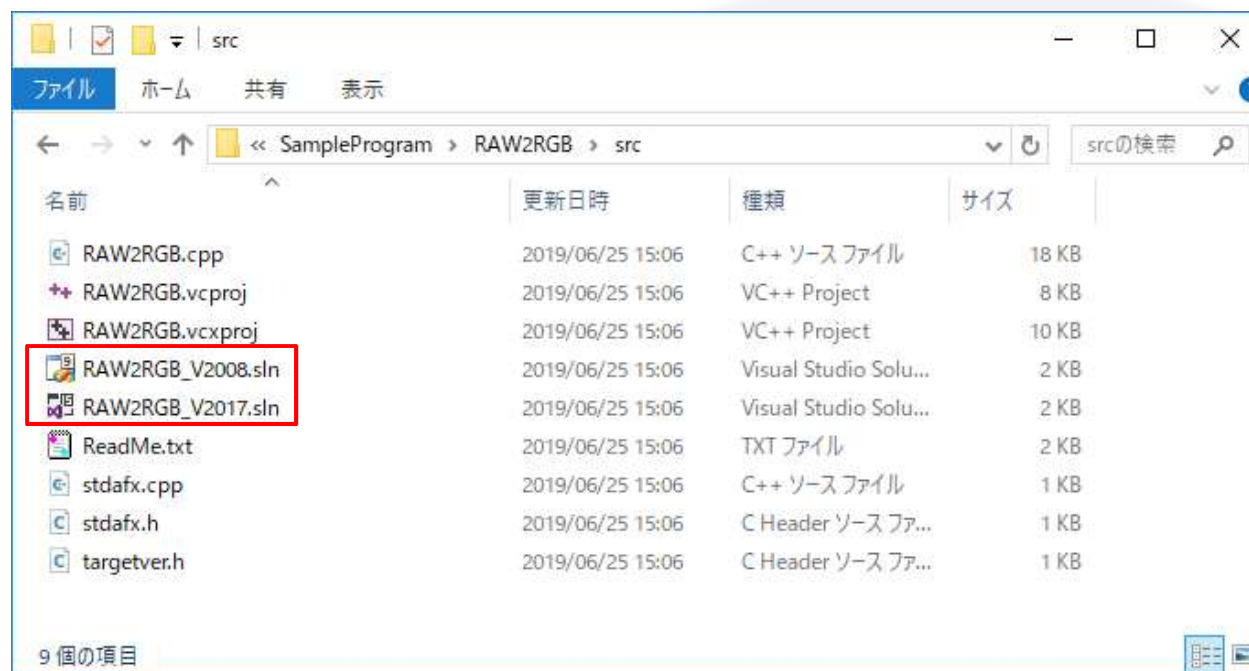 src
ファイル ホーム 共有 表示
« SampleProgram › RAW2RGB › src srcの検索
名前 更新日時 種類 サイズ
RAW2RGB.cpp 2019/06/25 15:06 C++ ソース ファイル 18 KB
RAW2RGB.vcproj 2019/06/25 15:06 VC++ Project 8 KB
RAW2RGB.vcxproj 2019/06/25 15:06 VC++ Project 10 KB
RAW2RGB_V2008.sln 2019/06/25 15:06 Visual Studio Solu... 2 KB
RAW2RGB_V2017.sln 2019/06/25 15:06 Visual Studio Solu... 2 KB
ReadMe.txt 2019/06/25 15:06 TXT ファイル 2 KB
stdafx.cpp 2019/06/25 15:06 C++ ソース ファイル 1 KB
stdafx.h 2019/06/25 15:06 C Header ソース ファ... 1 KB
targetver.h 2019/06/25 15:06 C Header ソース ファ... 1 KB
9 個の項目